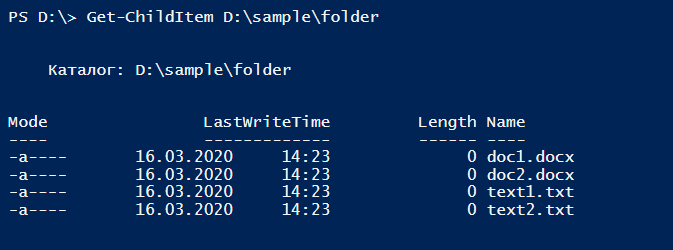 PS D:\> Get-ChildItem D:\sample\folder
Каталог: D:\sample\folder
Mode LastWriteTime Length Name
---- ------------- ------ ----
-a---- 16.03.2020 14:23 0 doc1.docx
-a---- 16.03.2020 14:23 0 doc2.docx
-a---- 16.03.2020 14:23 0 text1.txt
-a---- 16.03.2020 14:23 0 text2.txt